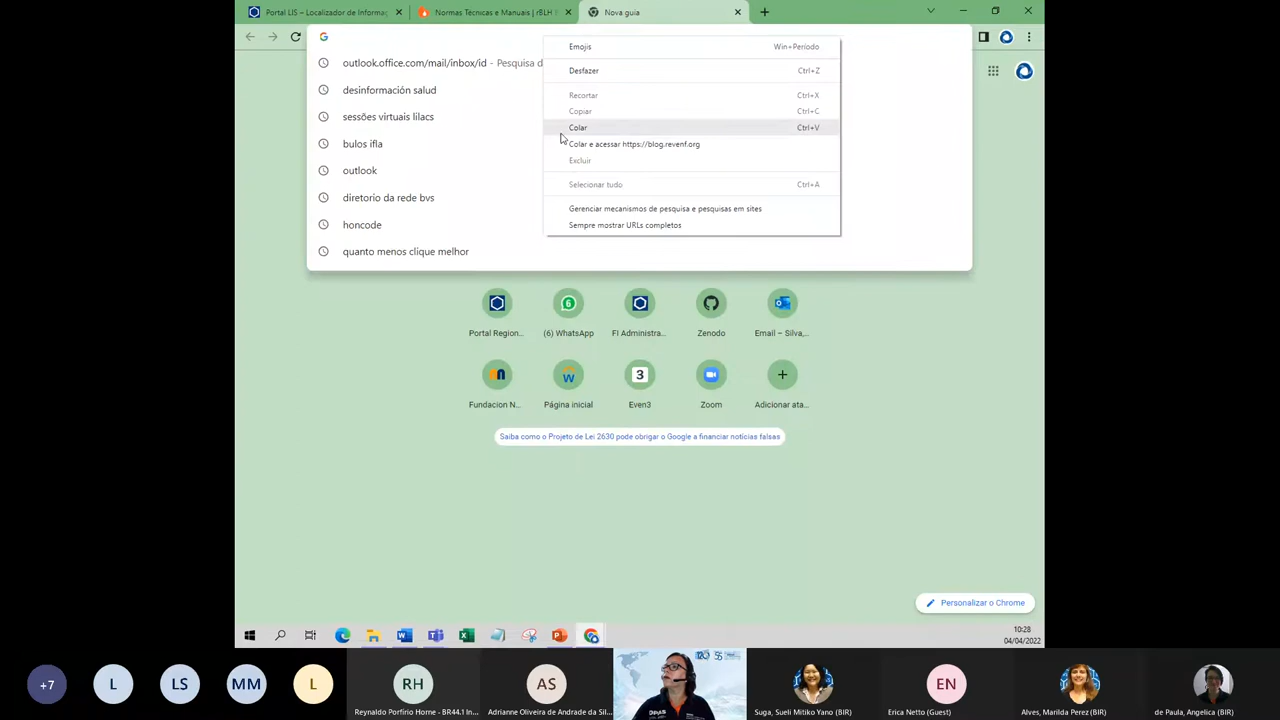 Portal LIS – Localizador de Informaç
Normas Técnicas e Manuais | rBLH
Nova guia
outlook.office.com/mail/inbox/id - Pesquisa d
desinformación salud
sessões virtuais lilacs
bulos ifla
outlook
diretorio da rede bvs
honcode
quanto menos clique melhor
Emojis Win+Período
Desfazer Ctrl+Z
Recortar Ctrl+X
Copiar Ctrl+C
Colar Ctrl+V
Colar e acessar https://blog.revenf.org
Excluir
Selecionar tudo Ctrl+A
Gerenciar mecanismos de pesquisa e pesquisas em sites
Sempre mostrar URLs completos
Portal Region... (6) WhatsApp FI Administra... Zenodo Email – Silva,...
Fundacion N... Página inicial Even3 Zoom Adicionar ata...
Saiba como o Projeto de Lei 2630 pode obrigar o Google a financiar notícias falsas
Personalizar o Chrome
10:28
04/04/2022
+7 L LS MM L RH AS EN
Reynaldo Porfirio Horne - BR44.1 In... Adrianne Oliveira de Andrade da Sil... Suga, Sueli Mitiko Yano (BIR) Erica Netto (Guest) Alves, Marilda Perez (BIR) de Paula, Angelica (BIR)